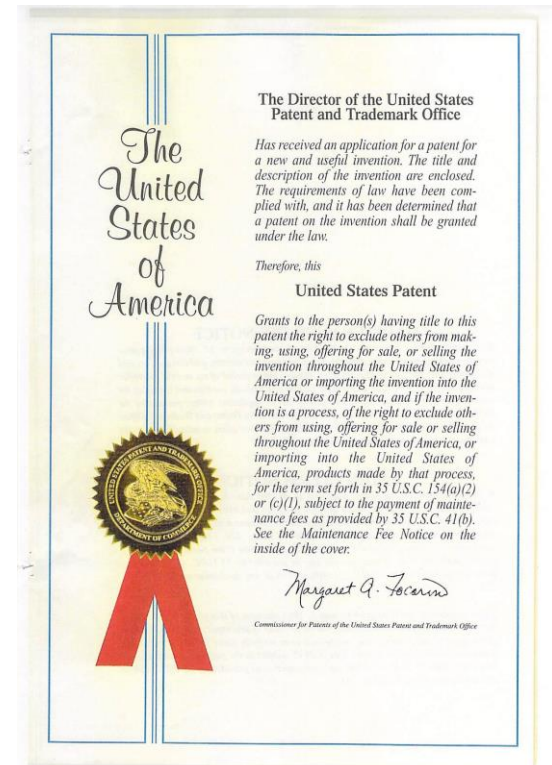 The
United
States
of
America
The Director of the United States
Patent and Trademark Office
Has received an application for a patent for
a new and useful invention. The title and
description of the invention are enclosed.
The requirements of law have been com-
plied with, and it has been determined that
a patent on the invention shall be granted
under the law.
Therefore, this
United States Patent
Grants to the person(s) having title to this
patent the right to exclude others from mak-
ing, using, offering for sale, or selling the
invention throughout the United States of
America or importing the invention into the
United States of America, and if the inven-
tion is a process, of the right to exclude oth-
ers from using, offering for sale or selling
throughout the United States of America, or
importing into the United States of
America, products made by that process,
for the term set forth in 35 U.S.C. 154(a)(2)
or (c)(1), subject to the payment of mainte-
nance fees as provided by 35 U.S.C. 41(b).
See the Maintenance Fee Notice on the
inside of the cover.
Margaret A. Focarino
Commissioner for Patents of the United States Patent and Trademark Office
UNITED STATES PATENT AND TRADEMARK OFFICE
DEPARTMENT OF COMMERCE